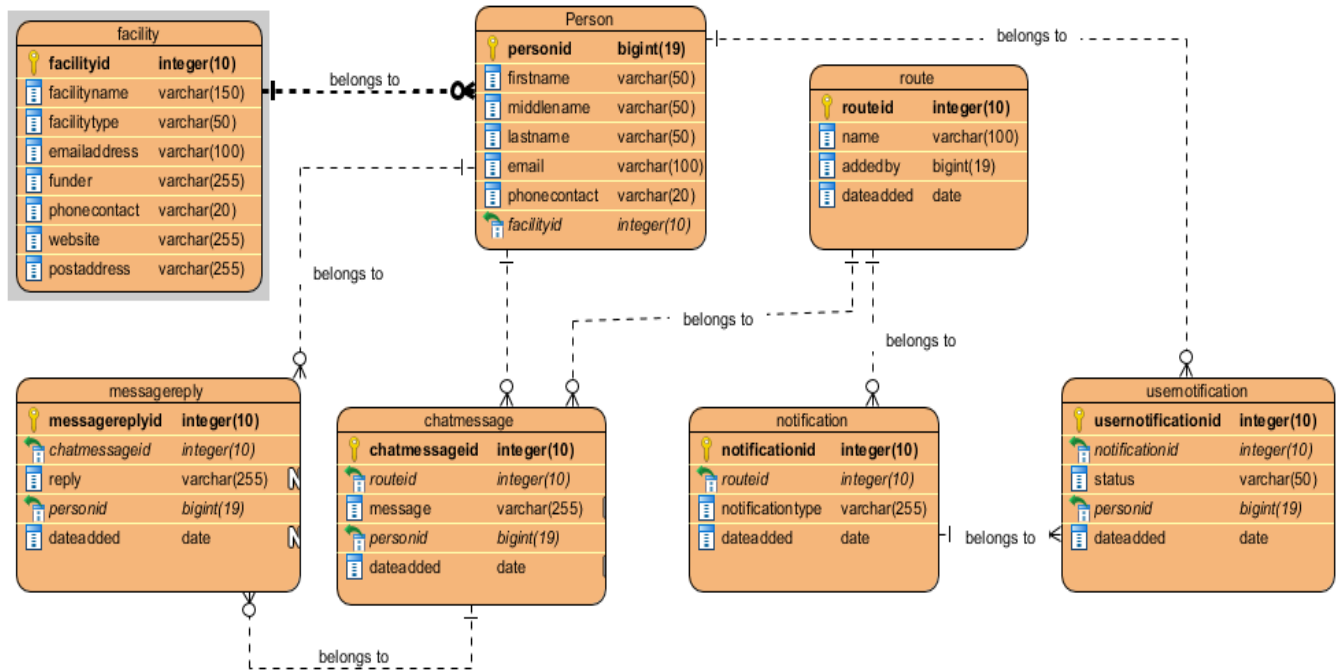 facility
facilityid integer(10)
facilityname varchar(150)
facilitytype varchar(50)
emailaddress varchar(100)
funder varchar(255)
phonecontact varchar(20)
website varchar(255)
postaddress varchar(255)
belongs to
Person
personid bigint(19)
firstname varchar(50)
middlename varchar(50)
lastname varchar(50)
email varchar(100)
phonecontact varchar(20)
facilityid integer(10)
belongs to
route
routeid integer(10)
name varchar(100)
addedby bigint(19)
dateadded date
belongs to
belongs to
belongs to
messagereply
messagereplyid integer(10)
chatmessageid integer(10)
reply varchar(255) N
personid bigint(19)
dateadded date N
chatmessage
chatmessageid integer(10)
routeid integer(10)
message varchar(255)
personid bigint(19)
dateadded date
notification
notificationid integer(10)
routeid integer(10)
notificationtype varchar(255)
dateadded date
belongs to
usernotification
usernotificationid integer(10)
notificationid integer(10)
status varchar(50)
personid bigint(19)
dateadded date
belongs to